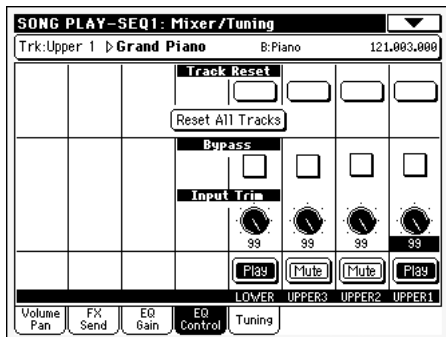 SONG PLAY-SEQ1: Mixer/Tuning
Trk:Upper 1 Grand Piano B:Piano 121.003.000
Track Reset
Reset All Tracks
Bypass
Input Trim
99 99 99 99
Play Mute Mute Play
LOWER UPPER3 UPPER2 UPPER1
Volume Pan FX Send EQ Gain EQ Control Tuning